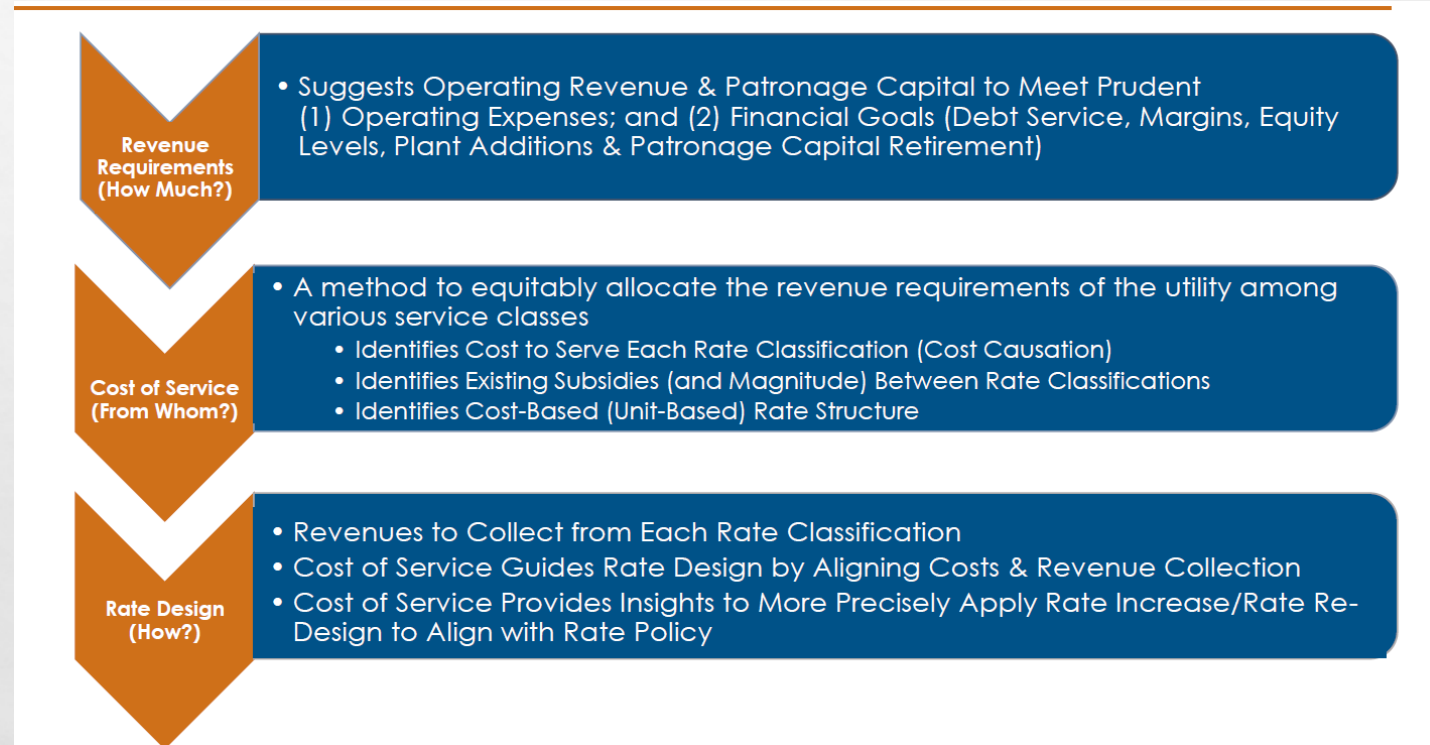 Revenue
Requirements
(How Much?)
• Suggests Operating Revenue & Patronage Capital to Meet Prudent
(1) Operating Expenses; and (2) Financial Goals (Debt Service, Margins, Equity
Levels, Plant Additions & Patronage Capital Retirement)
Cost of Service
(From Whom?)
• A method to equitably allocate the revenue requirements of the utility among
various service classes
• Identifies Cost to Serve Each Rate Classification (Cost Causation)
• Identifies Existing Subsidies (and Magnitude) Between Rate Classifications
• Identifies Cost-Based (Unit-Based) Rate Structure
Rate Design
(How?)
• Revenues to Collect from Each Rate Classification
• Cost of Service Guides Rate Design by Aligning Costs & Revenue Collection
• Cost of Service Provides Insights to More Precisely Apply Rate Increase/Rate Re-
Design to Align with Rate Policy